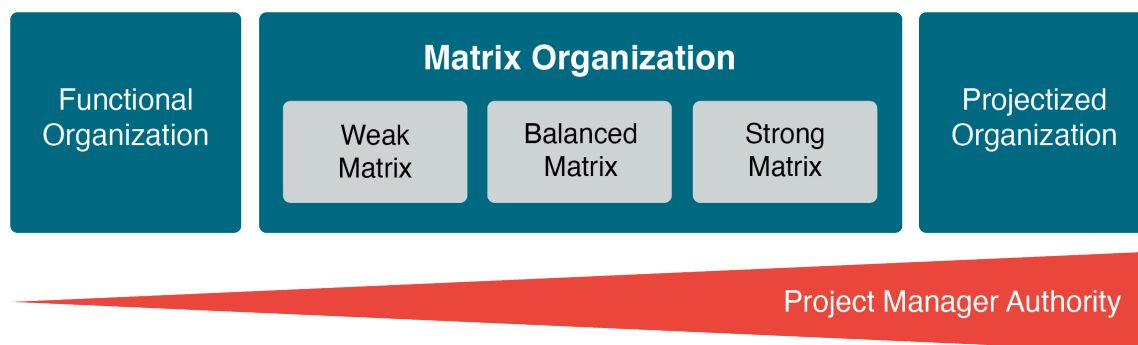 Functional
Organization
Matrix Organization
Weak
Matrix
Balanced
Matrix
Strong
Matrix
Projectized
Organization
Project Manager Authority